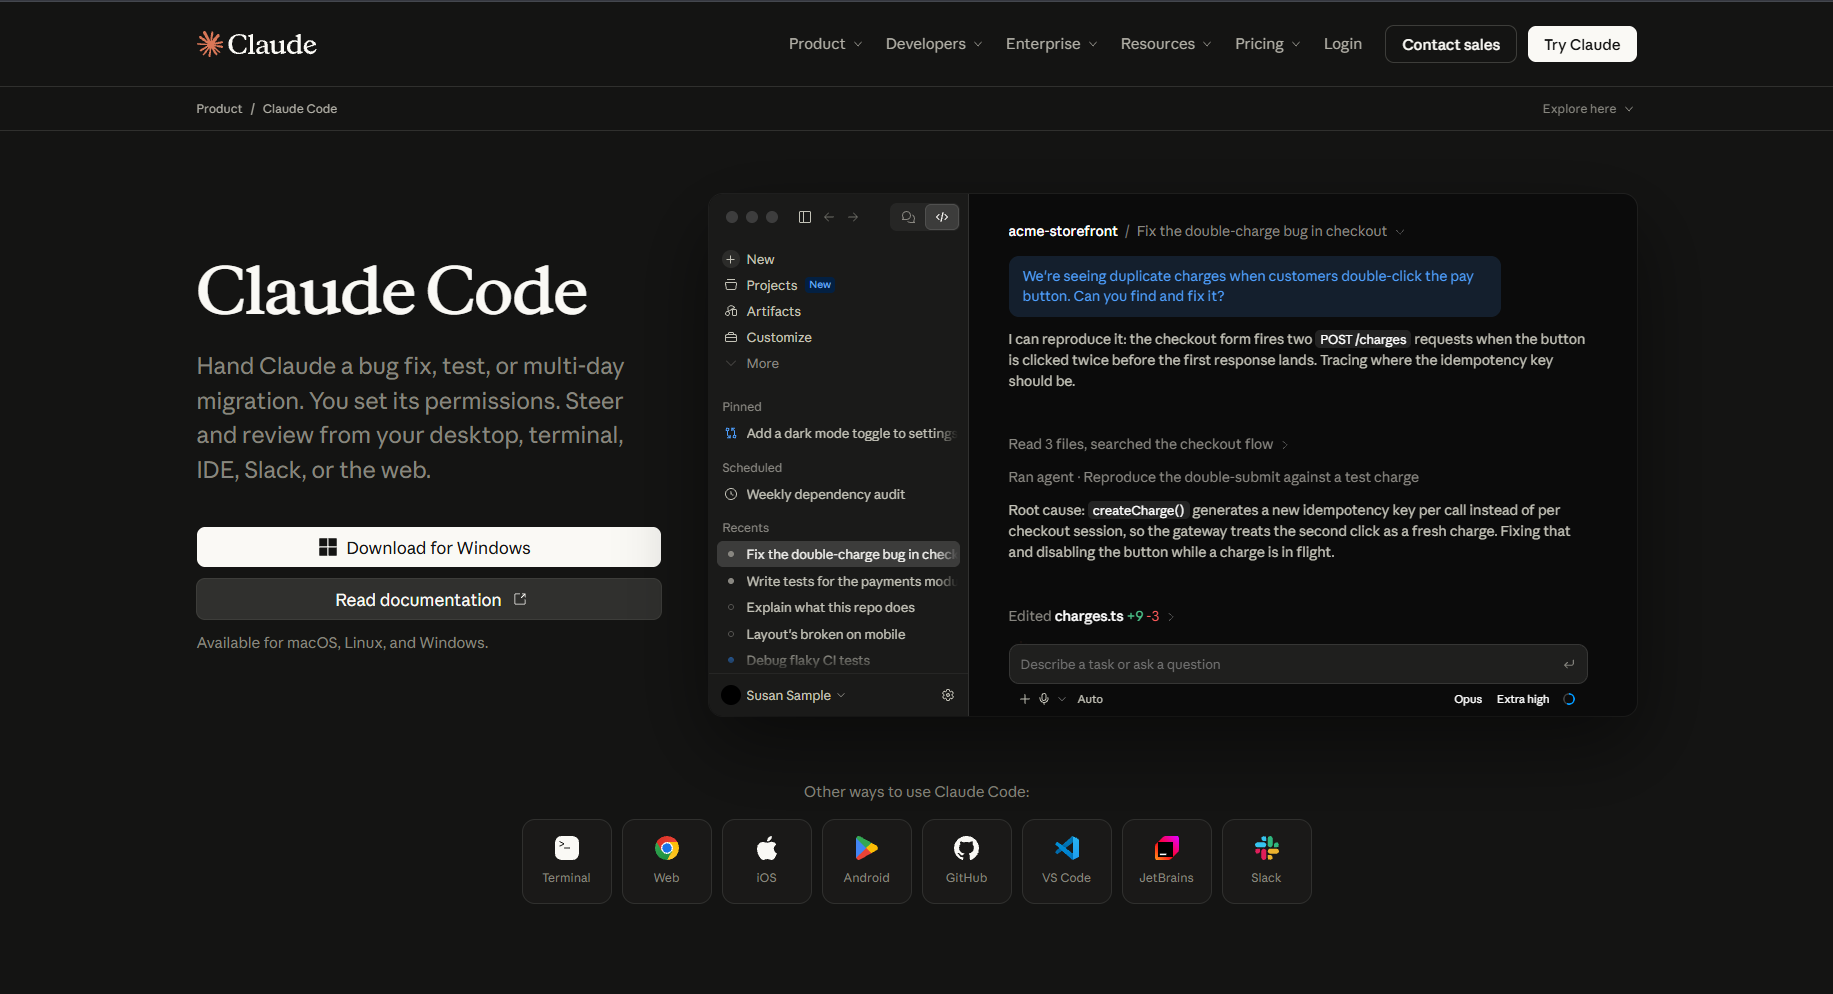 Claude
Product
Developers
Enterprise
Resources
Pricing
Login
Contact sales
Try Claude
Product / Claude Code
Explore here
Claude Code
Hand Claude a bug fix, test, or multi-day
migration. You set its permissions. Steer
and review from your desktop, terminal,
IDE, Slack, or the web.
Download for Windows
Read documentation
Available for macOS, Linux, and Windows.
New
Projects New
Artifacts
Customize
More
Pinned
Add a dark mode toggle to settings
Scheduled
Weekly dependency audit
Recents
Fix the double-charge bug in chec
Write tests for the payments modu
Explain what this repo does
Layout's broken on mobile
Debug flaky CI tests
Susan Sample
acme-storefront / Fix the double-charge bug in checkout
We're seeing duplicate charges when customers double-click the pay
button. Can you find and fix it?
I can reproduce it: the checkout form fires two POST /charges requests when the button
is clicked twice before the first response lands. Tracing where the idempotency key
should be.
Read 3 files, searched the checkout flow
Ran agent · Reproduce the double-submit against a test charge
Root cause: createCharge() generates a new idempotency key per call instead of per
checkout session, so the gateway treats the second click as a fresh charge. Fixing that
and disabling the button while a charge is in flight.
Edited charges.ts +9 -3
Describe a task or ask a question
Auto
Opus
Extra high
Other ways to use Claude Code:
Terminal
Web
iOS
Android
GitHub
VS Code
JetBrains
Slack